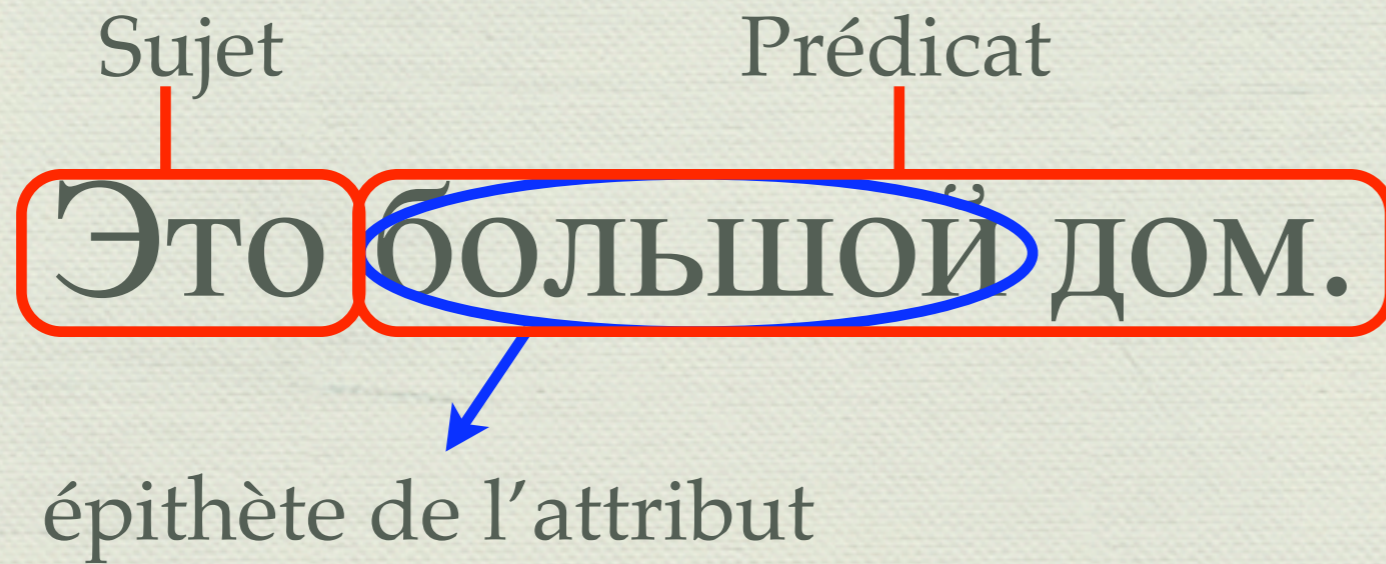 Sujet Prédicat
Это большой дом.
épithète de l’attribut